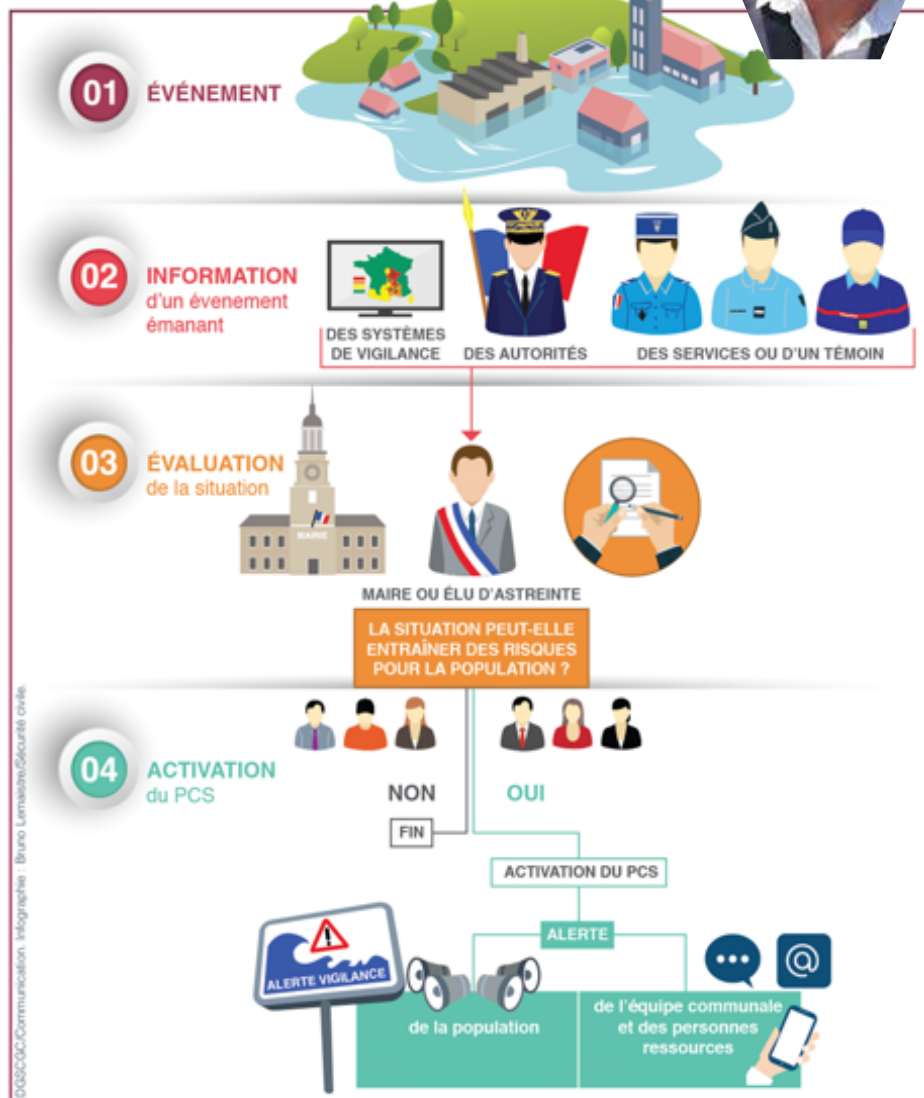 01
ÉVÉNEMENT
02
INFORMATION
d'un évenement
émanant
DES SYSTÈMES
DE VIGILANCE
DES AUTORITÉS
DES SERVICES OU D'UN TÉMOIN
03
ÉVALUATION
de la situation
MAIRIE
MAIRE OU ÉLU D'ASTREINTE
LA SITUATION PEUT-ELLE
ENTRAÎNER DES RISQUES
POUR LA POPULATION ?
04
ACTIVATION
du PCS
NON
OUI
FIN
ACTIVATION DU PCS
ALERTE
ALERTE VIGILANCE
@
de la population
de l'équipe communale
et des personnes
ressources
DGSCGC/Communication. Infographie : Bruno Lemaistre/Sécurité civile.